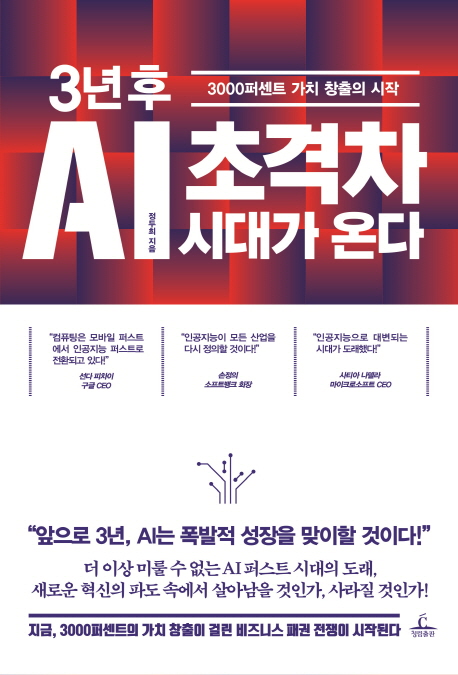 3년 후
3000퍼센트 가치 창출의 시작
AI 초격차
시대가 온다
정두희 지음
"컴퓨팅은 모바일 퍼스트
에서 인공지능 퍼스트로
전환되고 있다!"
선다 피차이
구글 CEO
"인공지능이 모든 산업을
다시 정의할 것이다!"
손정의
소프트뱅크 회장
"인공지능으로 대변되는
시대가 도래했다!"
사티아 나델라
마이크로소프트 CEO
"앞으로 3년, AI는 폭발적 성장을 맞이할 것이다!"
더 이상 미룰 수 없는 AI 퍼스트 시대의 도래,
새로운 혁신의 파도 속에서 살아남을 것인가, 사라질 것인가!
지금, 3000퍼센트의 가치 창출이 걸린 비즈니스 패권 전쟁이 시작된다
청림출판